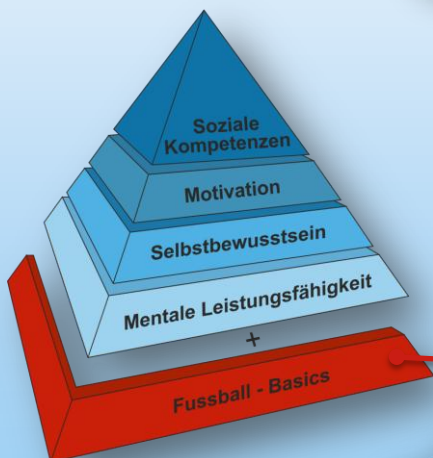 Soziale
Kompetenzen
Motivation
Selbstbewusstsein
Mentale Leistungsfähigkeit
+
Fussball - Basics